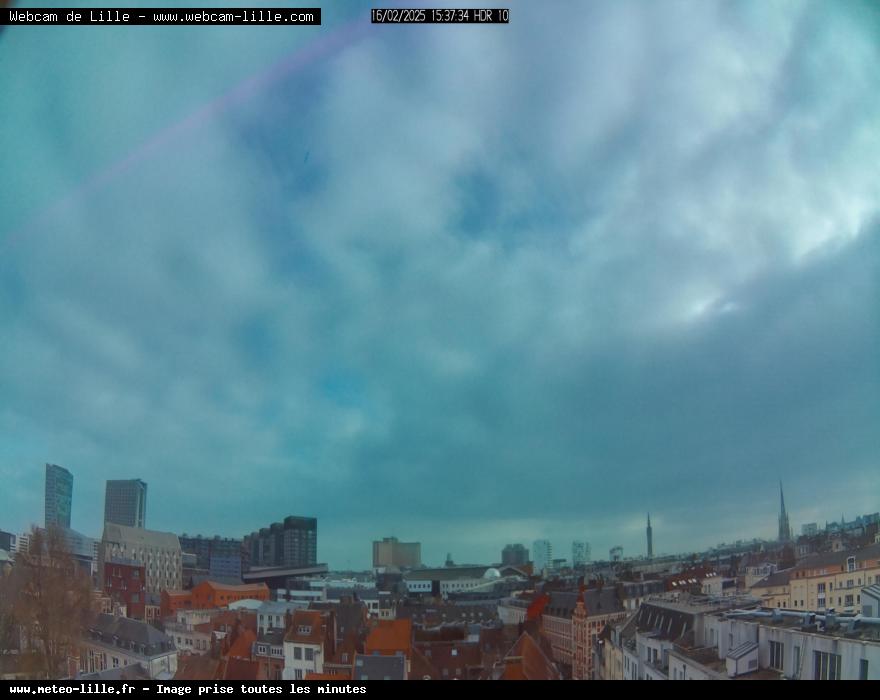 Webcam de Lille - www.webcam-lille.com
16/02/2025 15:37:34 HDR 10
www.meteo-lille.fr - Image prise toutes les minutes